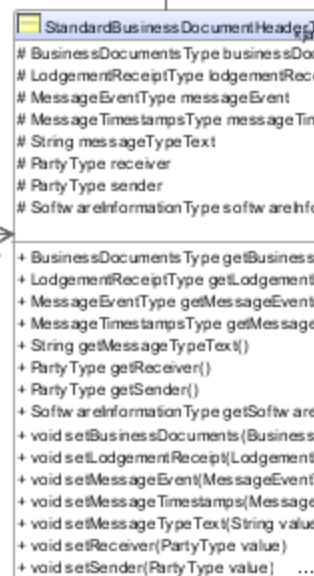 StandardBusinessDocumentHeaderT
# BusinessDocumentsType businessDoc
# LodgementReceiptType lodgementRece
# MessageEventType messageEvent
# MessageTimestampsType messageTim
# String messageTypeText
# PartyType receiver
# PartyType sender
# SoftwareInformationType softwareInfo
+ BusinessDocumentsType getBusiness
+ LodgementReceiptType getLodgement
+ MessageEventType getMessageEvent
+ MessageTimestampsType getMessage
+ String getMessageTypeText()
+ PartyType getReceiver()
+ PartyType getSender()
+ SoftwareInformationType getSoftware
+ void setBusinessDocuments(Business
+ void setLodgementReceipt(Lodgement
+ void setMessageEvent(MessageEvent
+ void setMessageTimestamps(Message
+ void setMessageTypeText(String value
+ void setReceiver(PartyType value)
+ void setSender(PartyType value) ...